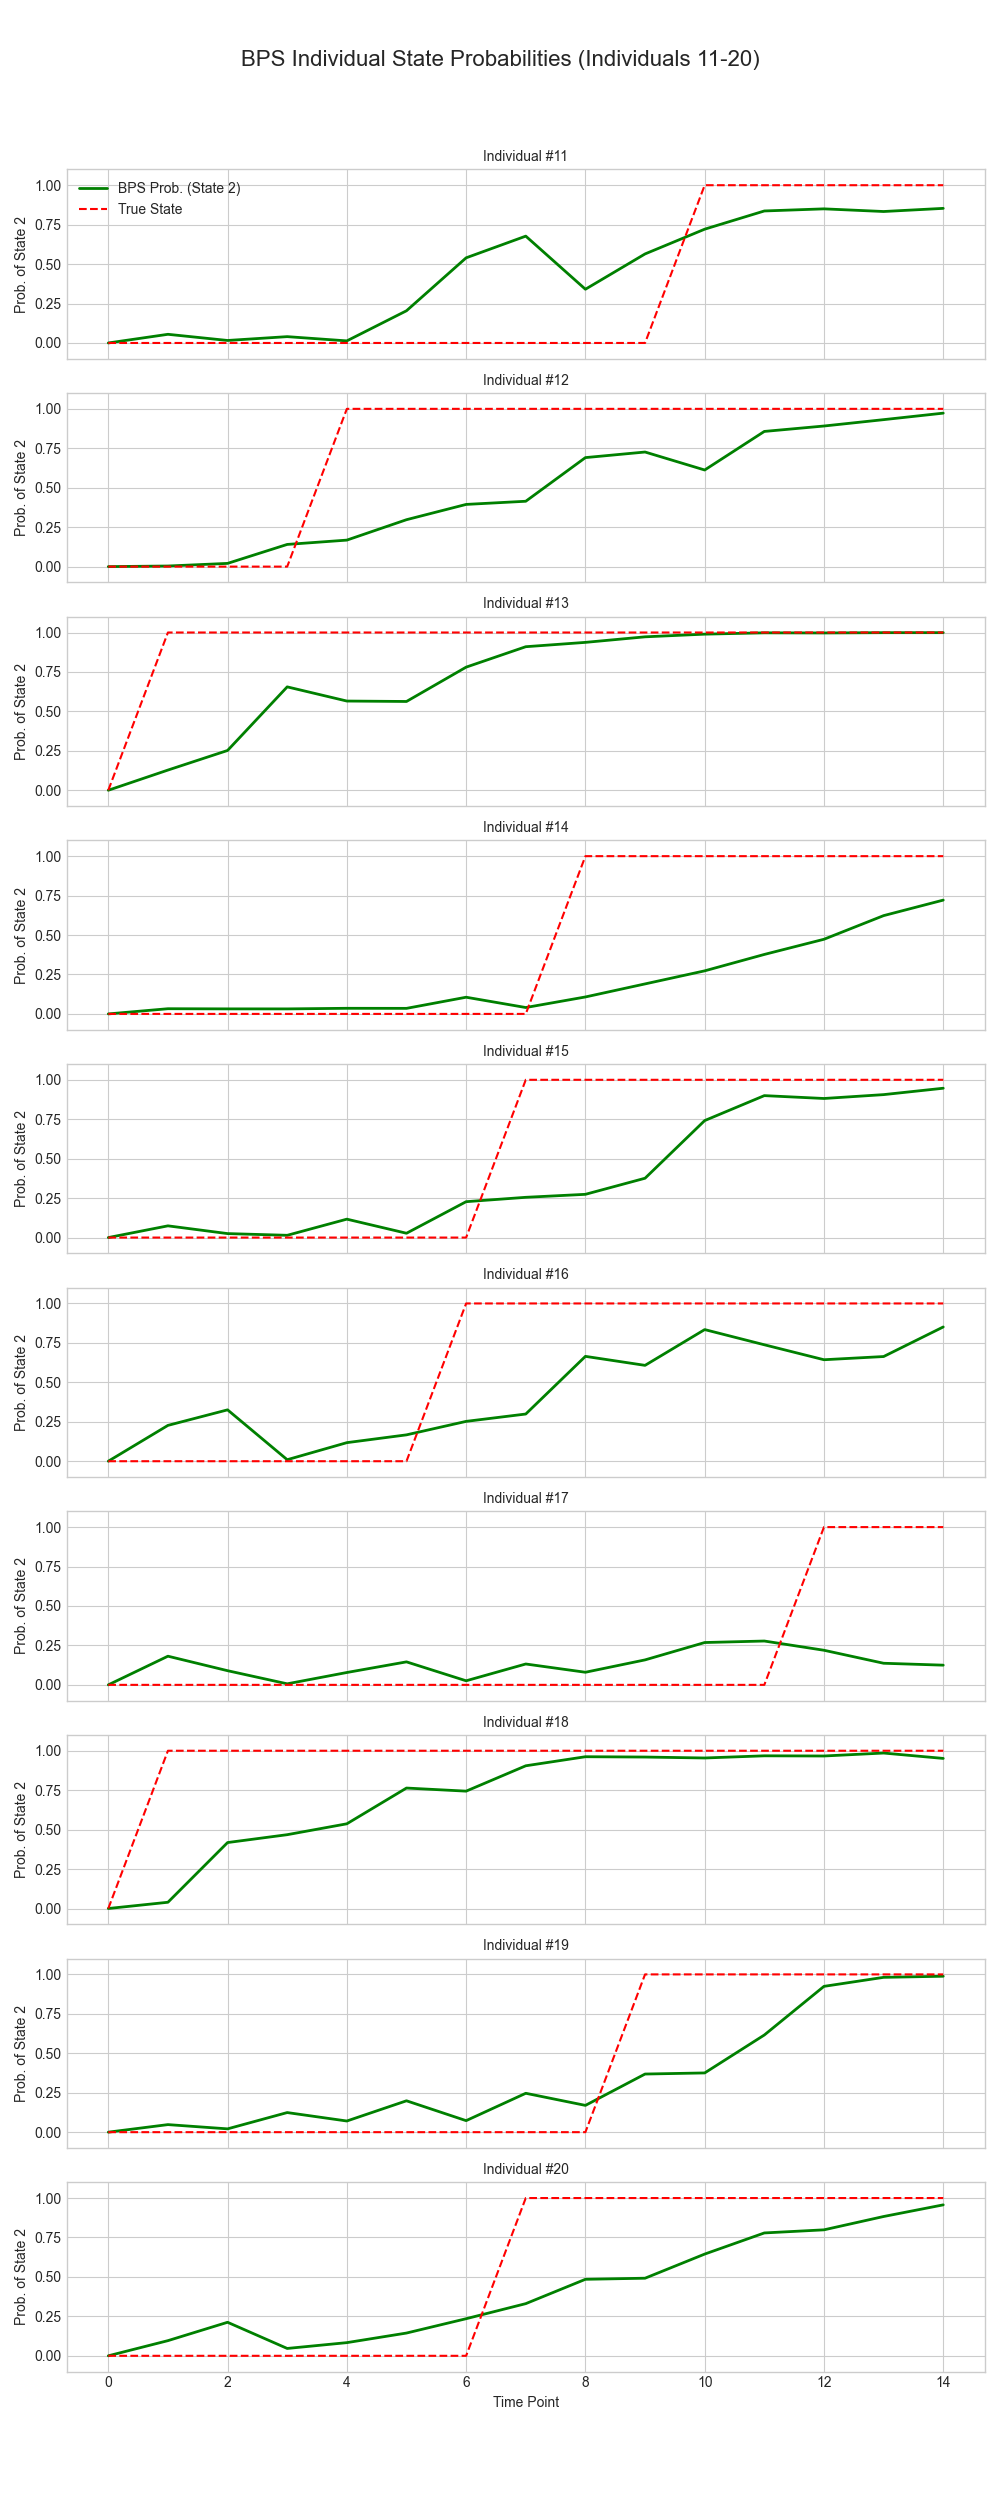 BPS Individual State Probabilities (Individuals 11-20)
Individual #11
BPS Prob. (State 2)
True State
Prob. of State 2
1.00
0.75
0.50
0.25
0.00
Individual #12
Prob. of State 2
1.00
0.75
0.50
0.25
0.00
Individual #13
Prob. of State 2
1.00
0.75
0.50
0.25
0.00
Individual #14
Prob. of State 2
1.00
0.75
0.50
0.25
0.00
Individual #15
Prob. of State 2
1.00
0.75
0.50
0.25
0.00
Individual #16
Prob. of State 2
1.00
0.75
0.50
0.25
0.00
Individual #17
Prob. of State 2
1.00
0.75
0.50
0.25
0.00
Individual #18
Prob. of State 2
1.00
0.75
0.50
0.25
0.00
Individual #19
Prob. of State 2
1.00
0.75
0.50
0.25
0.00
Individual #20
Prob. of State 2
1.00
0.75
0.50
0.25
0.00
0 2 4 6 8 10 12 14
Time Point